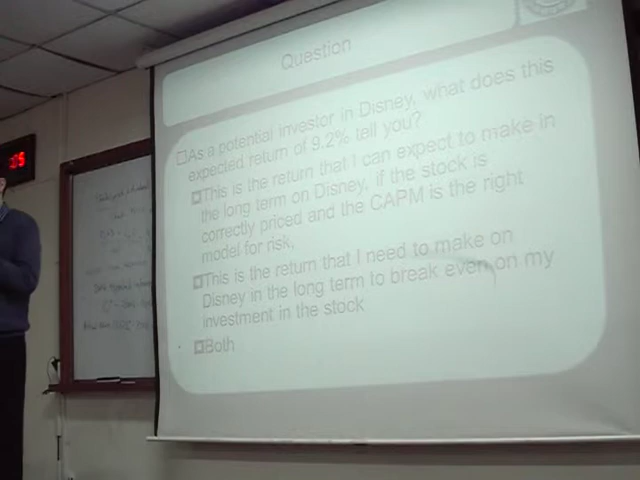 Question
As a potential investor in Disney, what does this
expected return of 9.2% tell you?
This is the return that I can expect to make in
the long term on Disney, if the stock is
correctly priced and the CAPM is the right
model for risk,
This is the return that I need to make on
Disney in the long term to break even on my
investment in the stock
Both